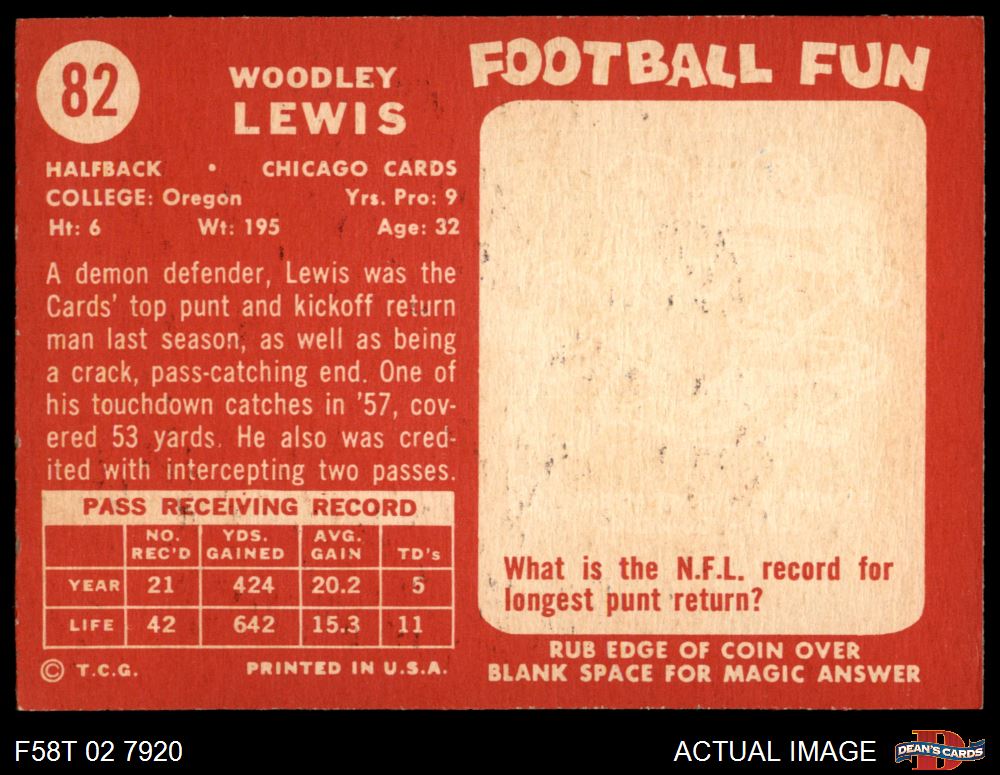 82
WOODLEY
LEWIS
HALFBACK • CHICAGO CARDS
COLLEGE: Oregon Yrs. Pro: 9
Ht: 6 Wt: 195 Age: 32
A demon defender, Lewis was the
Cards' top punt and kickoff return
man last season, as well as being
a crack, pass-catching end. One of
his touchdown catches in '57, cov-
ered 53 yards. He also was cred-
ited with intercepting two passes.
PASS RECEIVING RECORD
NO. REC'D YDS. GAINED AVG. GAIN TD's
YEAR 21 424 20.2 5
LIFE 42 642 15.3 11
© T.C.G. PRINTED IN U.S.A.
FOOTBALL FUN
What is the N.F.L. record for
longest punt return?
RUB EDGE OF COIN OVER
BLANK SPACE FOR MAGIC ANSWER
F58T 02 7920
ACTUAL IMAGE
D
DEAN'S CARDS